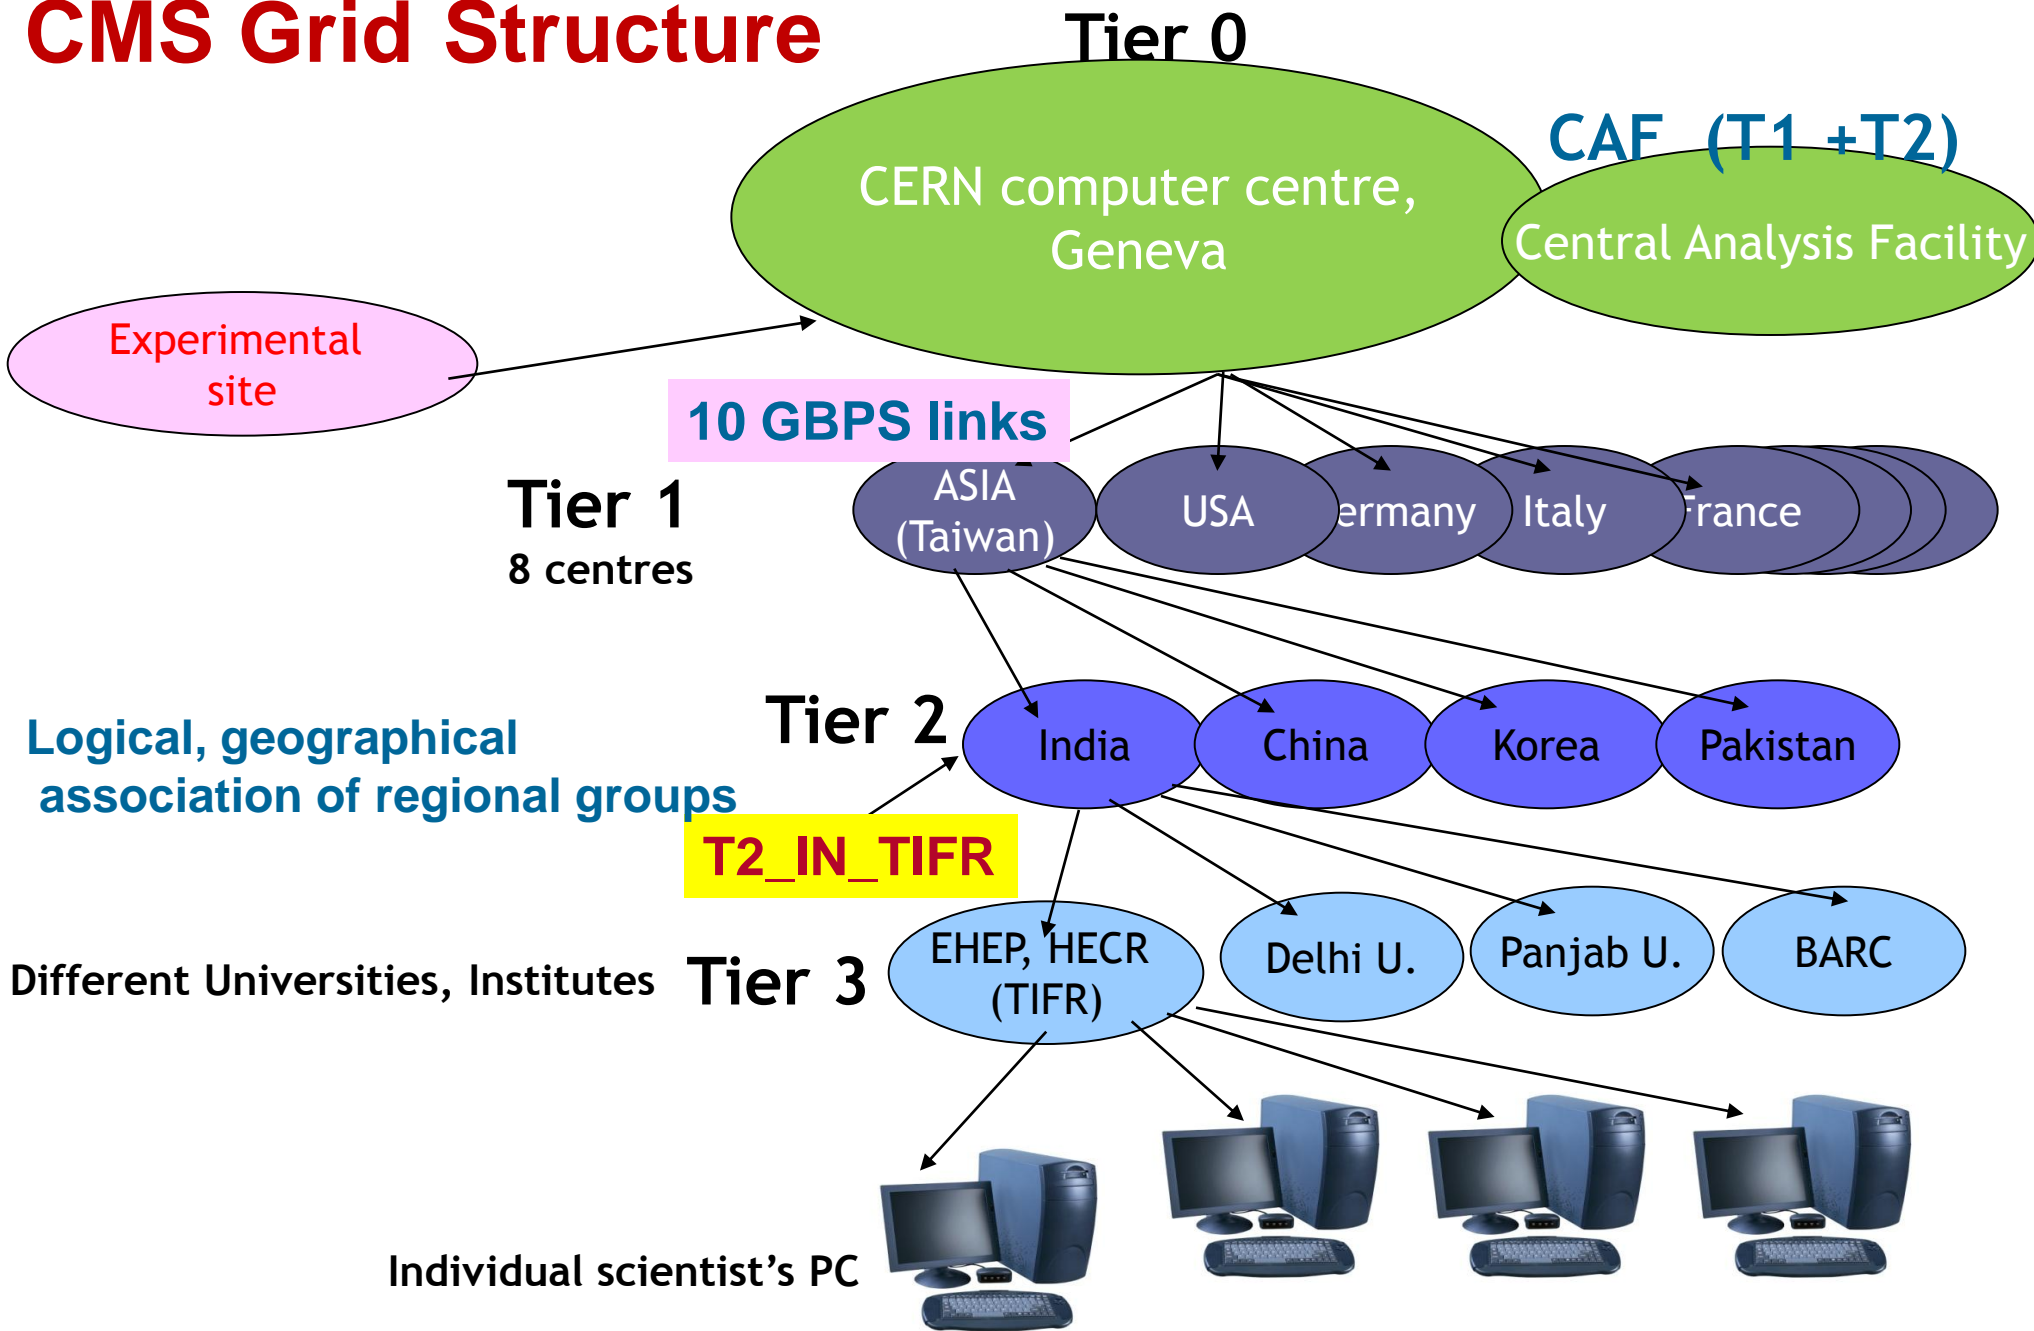 CMS Grid Structure
Tier 0
CAF (T1 +T2)
CERN computer centre,
Geneva
Central Analysis Facility
Experimental
site
10 GBPS links
Tier 1
8 centres
ASIA
(Taiwan)
USA
ermany
Italy
France
Tier 2
Logical, geographical
association of regional groups
India
China
Korea
Pakistan
T2_IN_TIFR
Different Universities, Institutes
Tier 3
EHEP, HECR
(TIFR)
Delhi U.
Panjab U.
BARC
Individual scientist’s PC